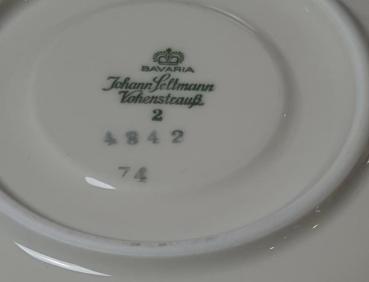 BAVARIA
Johann Seltmann
Vohenstrauß
2
4842
74